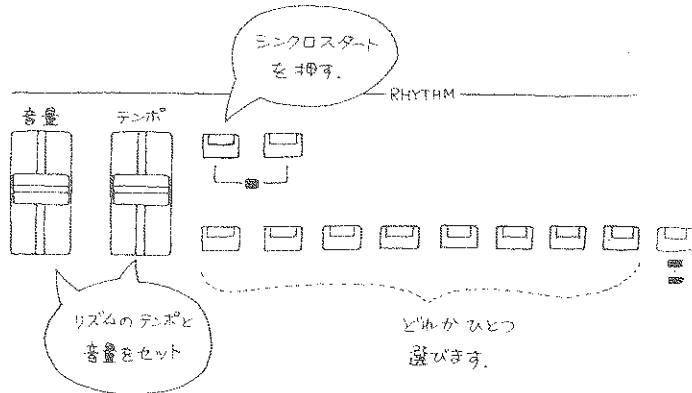 シンクロスタート
を押す.
RHYTHM
音量
テンポ
リズムのテンポと
音量をセット
どれかひとつ
選びます.